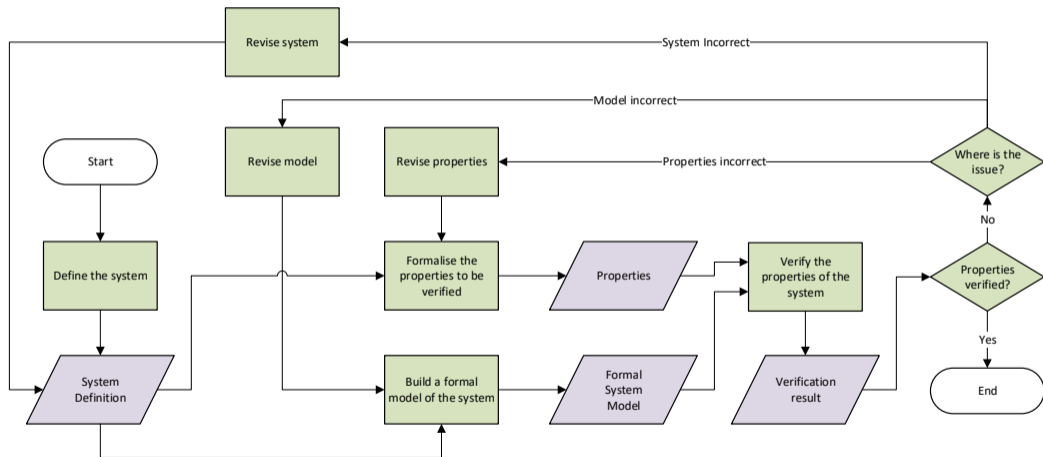 Revise system
System Incorrect
Model incorrect
Start
Revise model
Revise properties
Properties incorrect
Where is the
issue?
No
Define the system
Formalise the
properties to be
verified
Properties
Verify the
properties of the
system
Properties
verified?
Yes
System
Definition
Build a formal
model of the system
Formal
System
Model
Verification
result
End